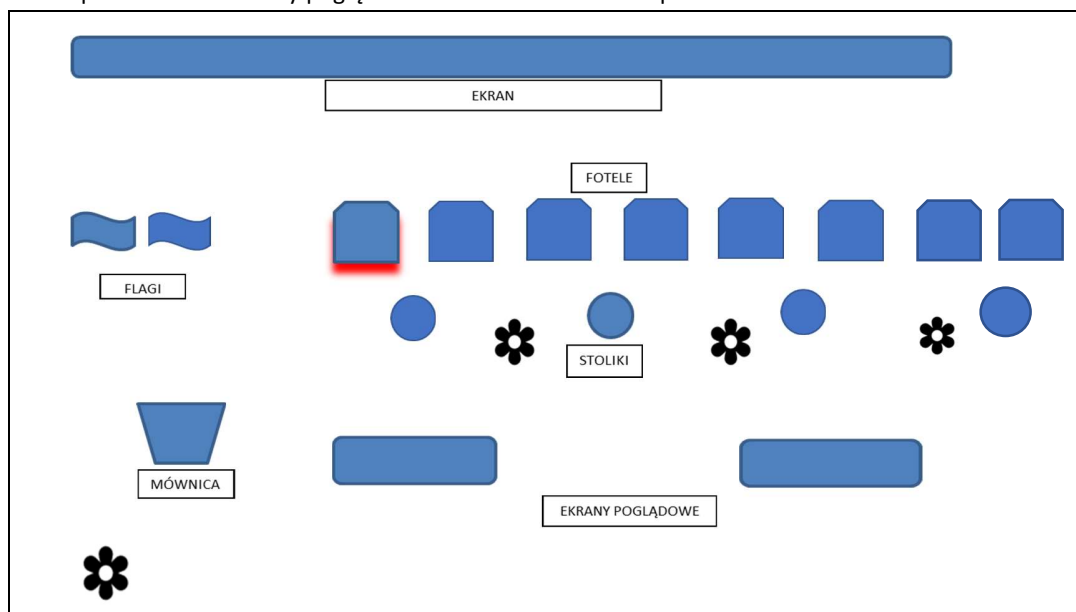 EKRAN
FOTELE
FLAGI
STOLIKI
MÓWNICA
EKRANY POGLĄDOWE